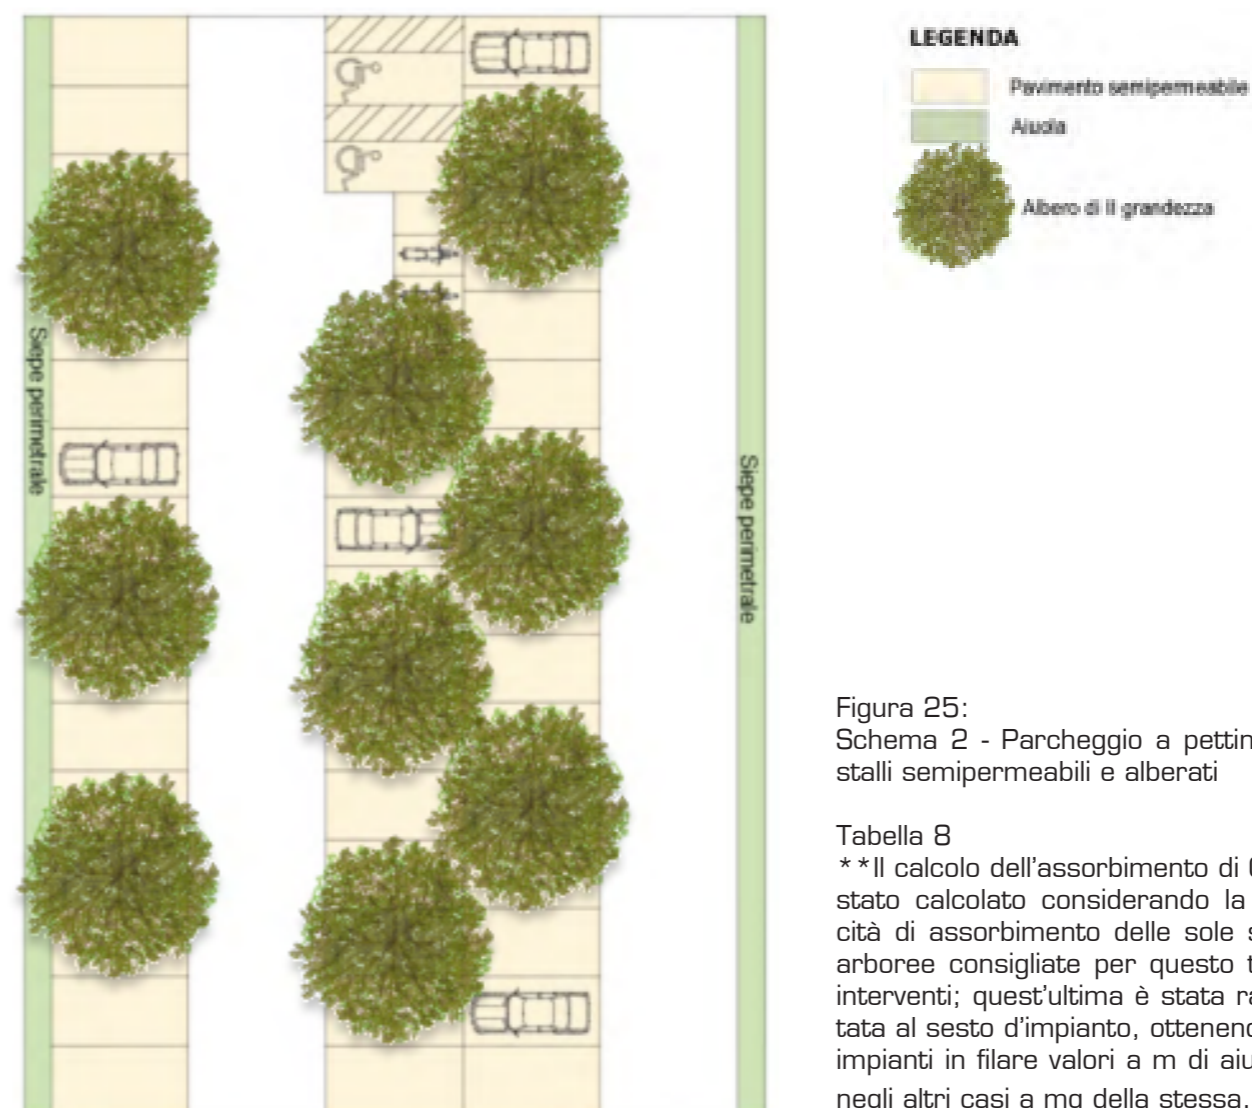 LEGENDA
Pavimento semipermeabile
Aiuola
Albero di II grandezza
Siepe perimetrale
Siepe perimetrale
Figura 25:
Schema 2 - Parcheggio a pettin
stalli semipermeabili e alberati
Tabella 8
**Il calcolo dell'assorbimento di
stato calcolato considerando la
cità di assorbimento delle sole s
arboree consigliate per questo t
interventi; quest'ultima è stata ra
tata al sesto d'impianto, ottenend
impianti in filare valori a m di aiu
negli altri casi a mq della stessa.